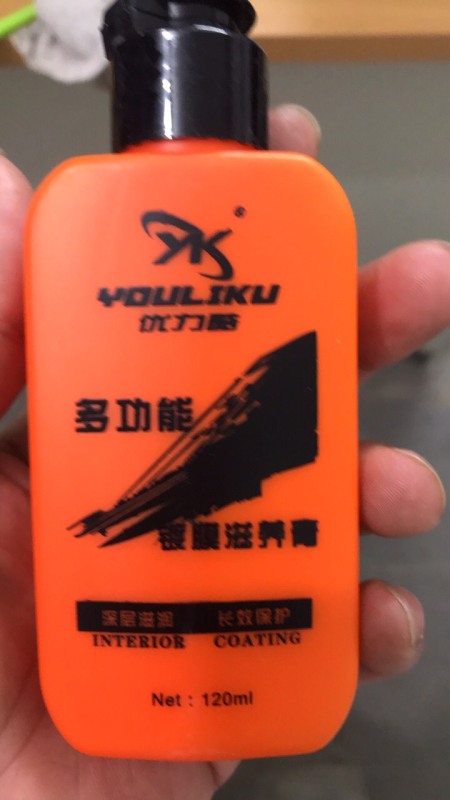 ®
YOULIKU
优力酷
多功能
镀膜滋养膏
深层滋润 长效保护
INTERIOR COATING
Net : 120ml